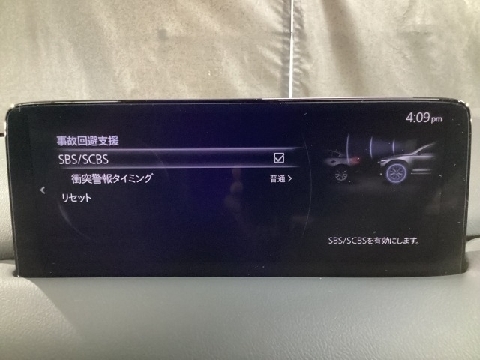 4:09pm
事故回避支援
SBS/SCBS
衝突警報タイミング 普通
リセット
SBS/SCBSを有効にします。